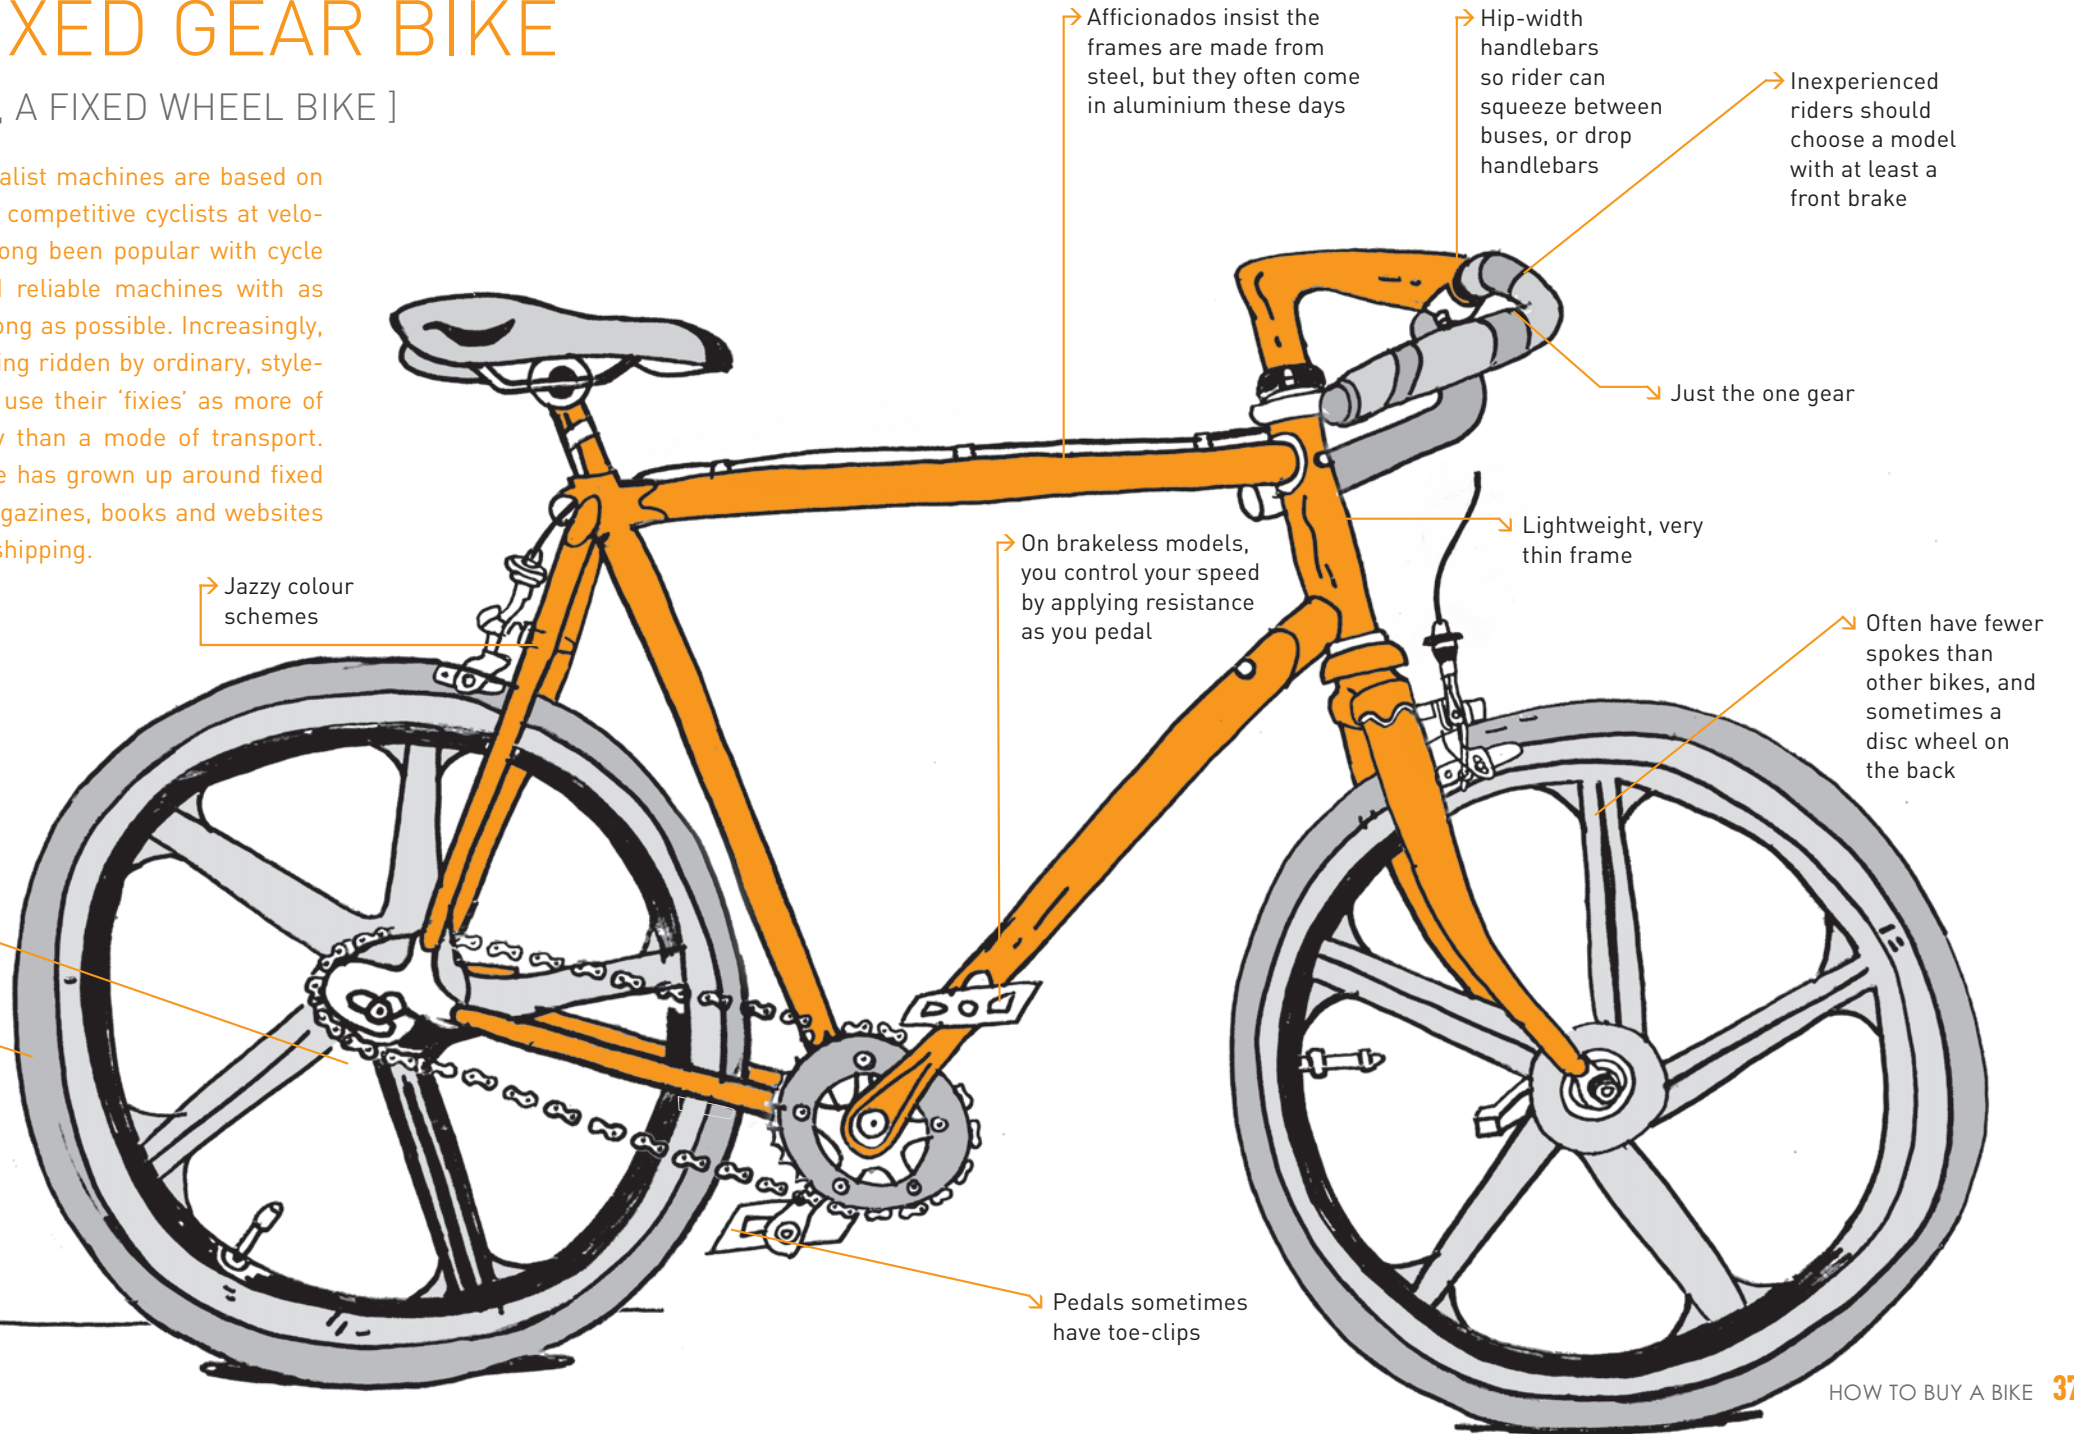 XED GEAR BIKE
, A FIXED WHEEL BIKE ]
alist machines are based on
competitive cyclists at velo-
ong been popular with cycle
reliable machines with as
ong as possible. Increasingly,
ing ridden by ordinary, style-
use their ‘fixies’ as more of
than a mode of transport.
e has grown up around fixed
gazines, books and websites
shipping.
Jazzy colour
schemes
Afficionados insist the
frames are made from
steel, but they often come
in aluminium these days
Hip-width
handlebars
so rider can
squeeze between
buses, or drop
handlebars
Inexperienced
riders should
choose a model
with at least a
front brake
Just the one gear
Lightweight, very
thin frame
On brakeless models,
you control your speed
by applying resistance
as you pedal
Often have fewer
spokes than
other bikes, and
sometimes a
disc wheel on
the back
Pedals sometimes
have toe-clips
HOW TO BUY A BIKE 37